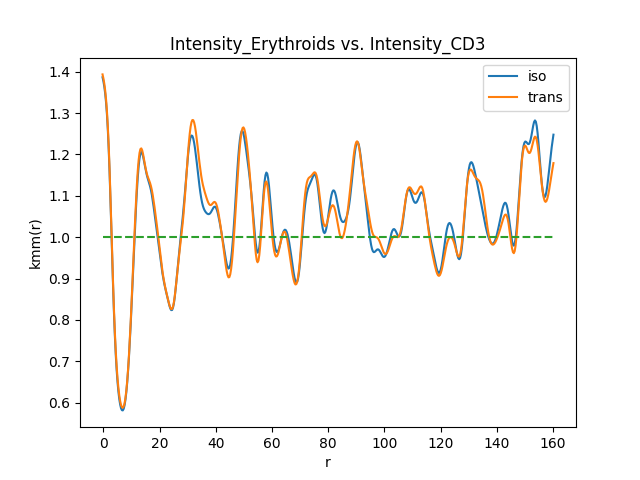 Intensity_Erythroids vs. Intensity_CD3
iso
trans
1.4
1.3
1.2
1.1
1.0
0.9
0.8
0.7
0.6
kmm(r)
0 20 40 60 80 100 120 140 160
r